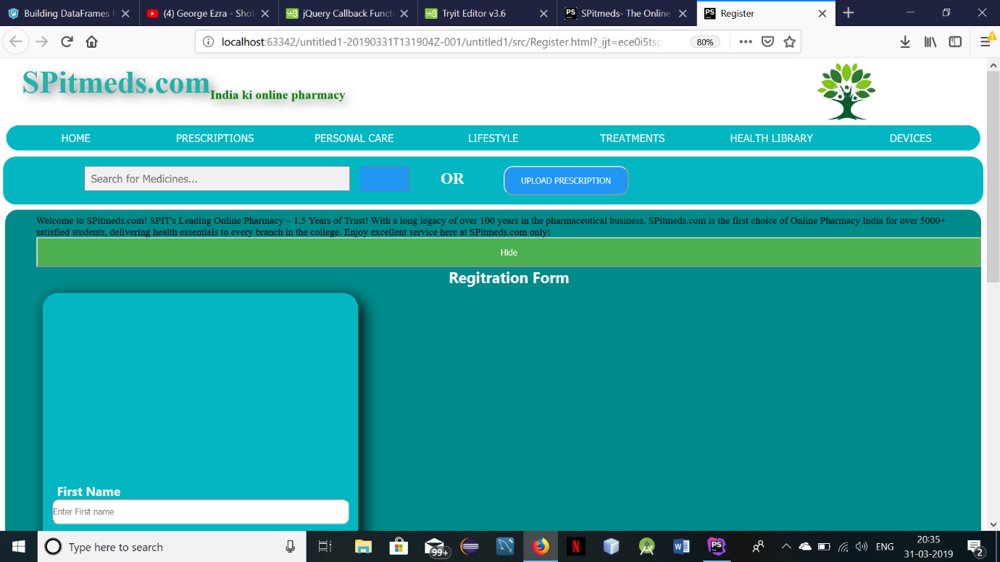 Building DataFrames f
(4) George Ezra - Shot
jQuery Callback Functi
Tryit Editor v3.6
SPitmeds- The Online
Register
localhost:63342/untitled1-20190331T131904Z-001/untitled1/src/Register.html?_ijt=ece0i5tsp
80%
SPitmeds.com
India ki online pharmacy
HOME PRESCRIPTIONS PERSONAL CARE LIFESTYLE TREATMENTS HEALTH LIBRARY DEVICES
Search for Medicines... OR UPLOAD PRESCRIPTION
Welcome to SPitmeds.com! SPIT's Leading Online Pharmacy – 1.5 Years of Trust! With a long legacy of over 100 years in the pharmaceutical business, SPitmeds.com is the first choice of Online Pharmacy India for over 5000+
satisfied students, delivering health essentials to every branch in the college. Enjoy excellent service here at SPitmeds.com only!
Hide
Regitration Form
First Name
Enter First name
Type here to search
99+
ENG
20:35
31-03-2019
2